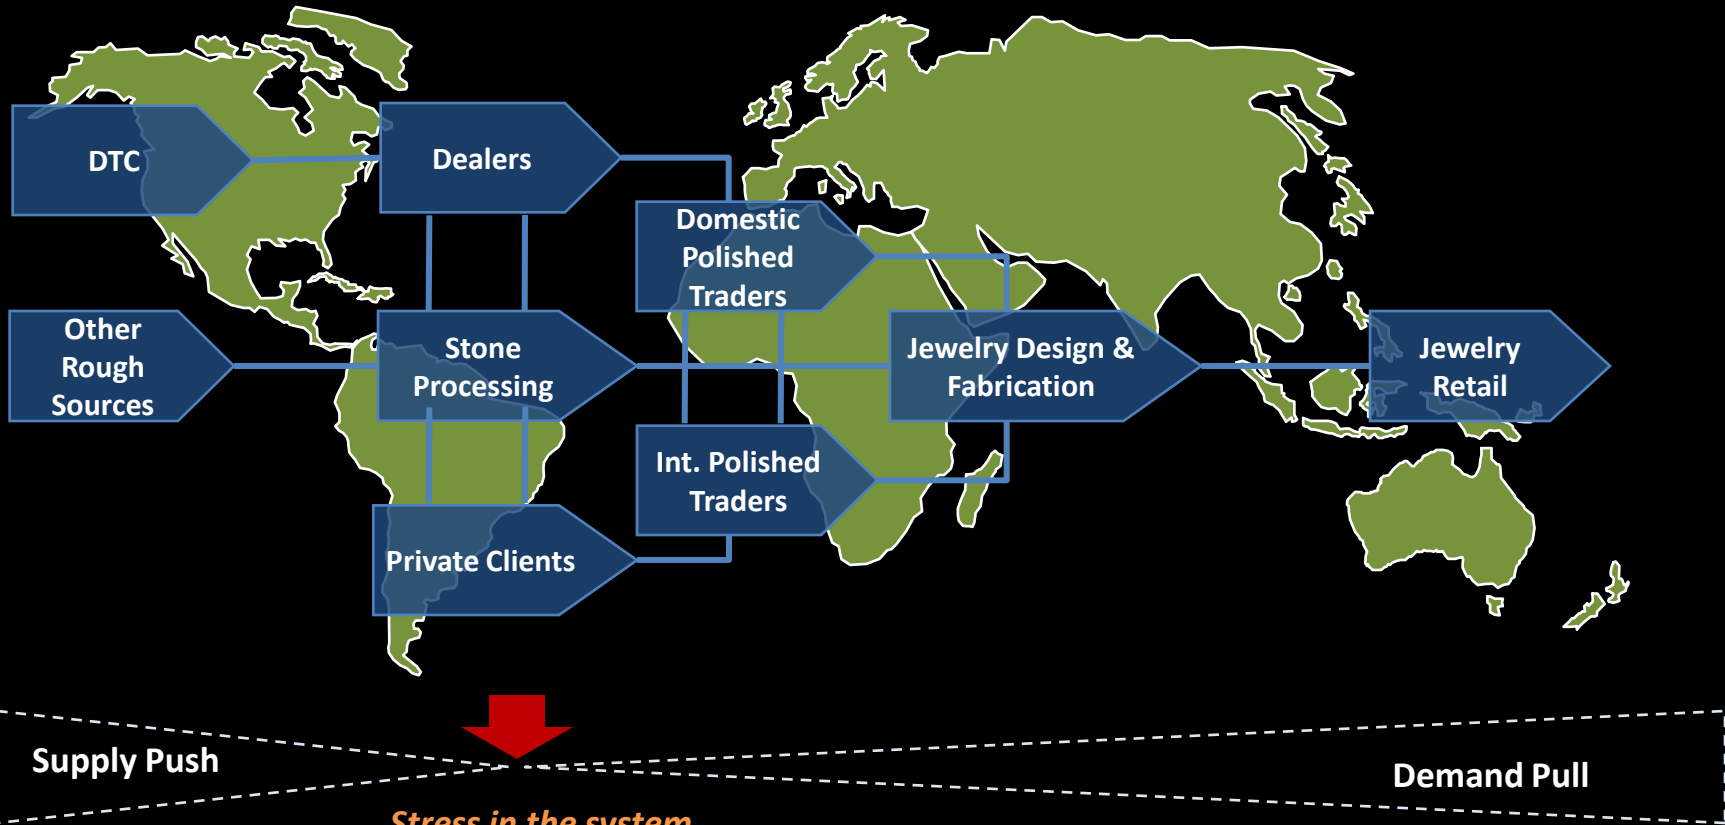 DTC
Dealers
Domestic
Polished
Traders
Other
Rough
Sources
Stone
Processing
Jewelry Design &
Fabrication
Jewelry
Retail
Int. Polished
Traders
Private Clients
Supply Push
Demand Pull
Stress in the system